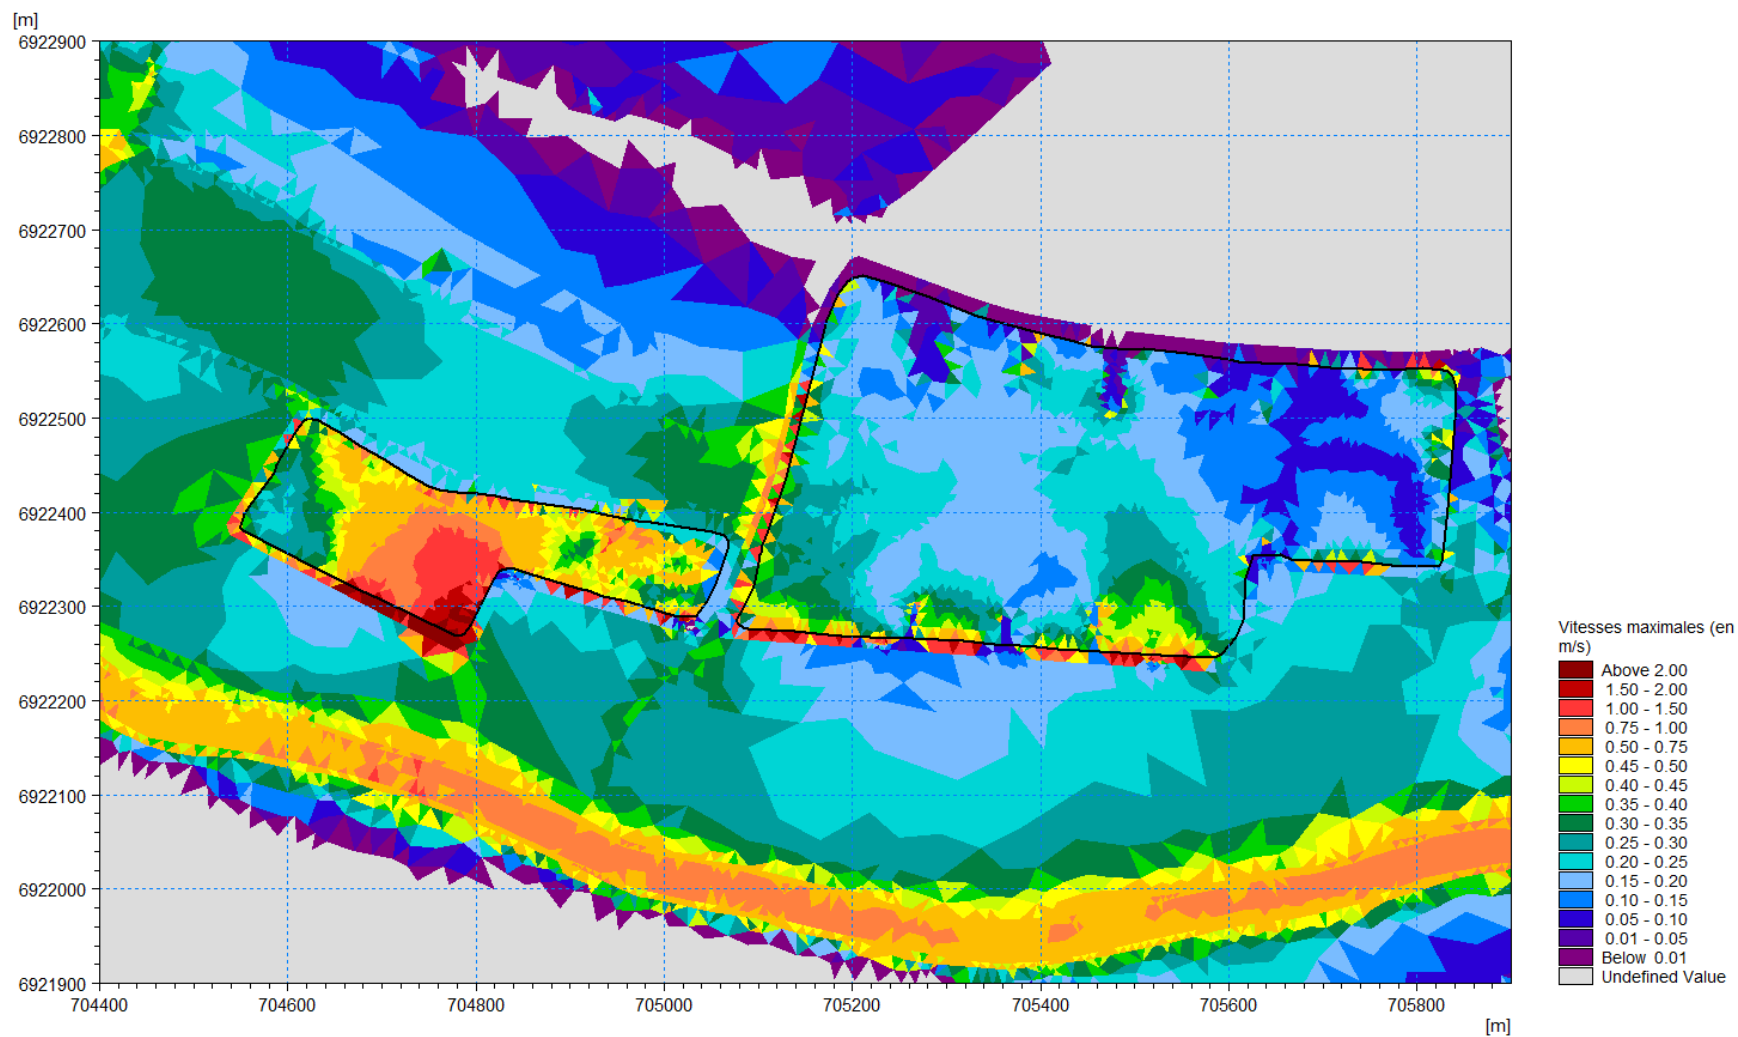 [m]
6922900
6922800
6922700
6922600
6922500
6922400
6922300
6922200
6922100
6922000
6921900
704400 704600 704800 705000 705200 705400 705600 705800
[m]
Vitesses maximales (en
m/s)
Above 2.00
1.50 - 2.00
1.00 - 1.50
0.75 - 1.00
0.50 - 0.75
0.45 - 0.50
0.40 - 0.45
0.35 - 0.40
0.30 - 0.35
0.25 - 0.30
0.20 - 0.25
0.15 - 0.20
0.10 - 0.15
0.05 - 0.10
0.01 - 0.05
Below 0.01
Undefined Value